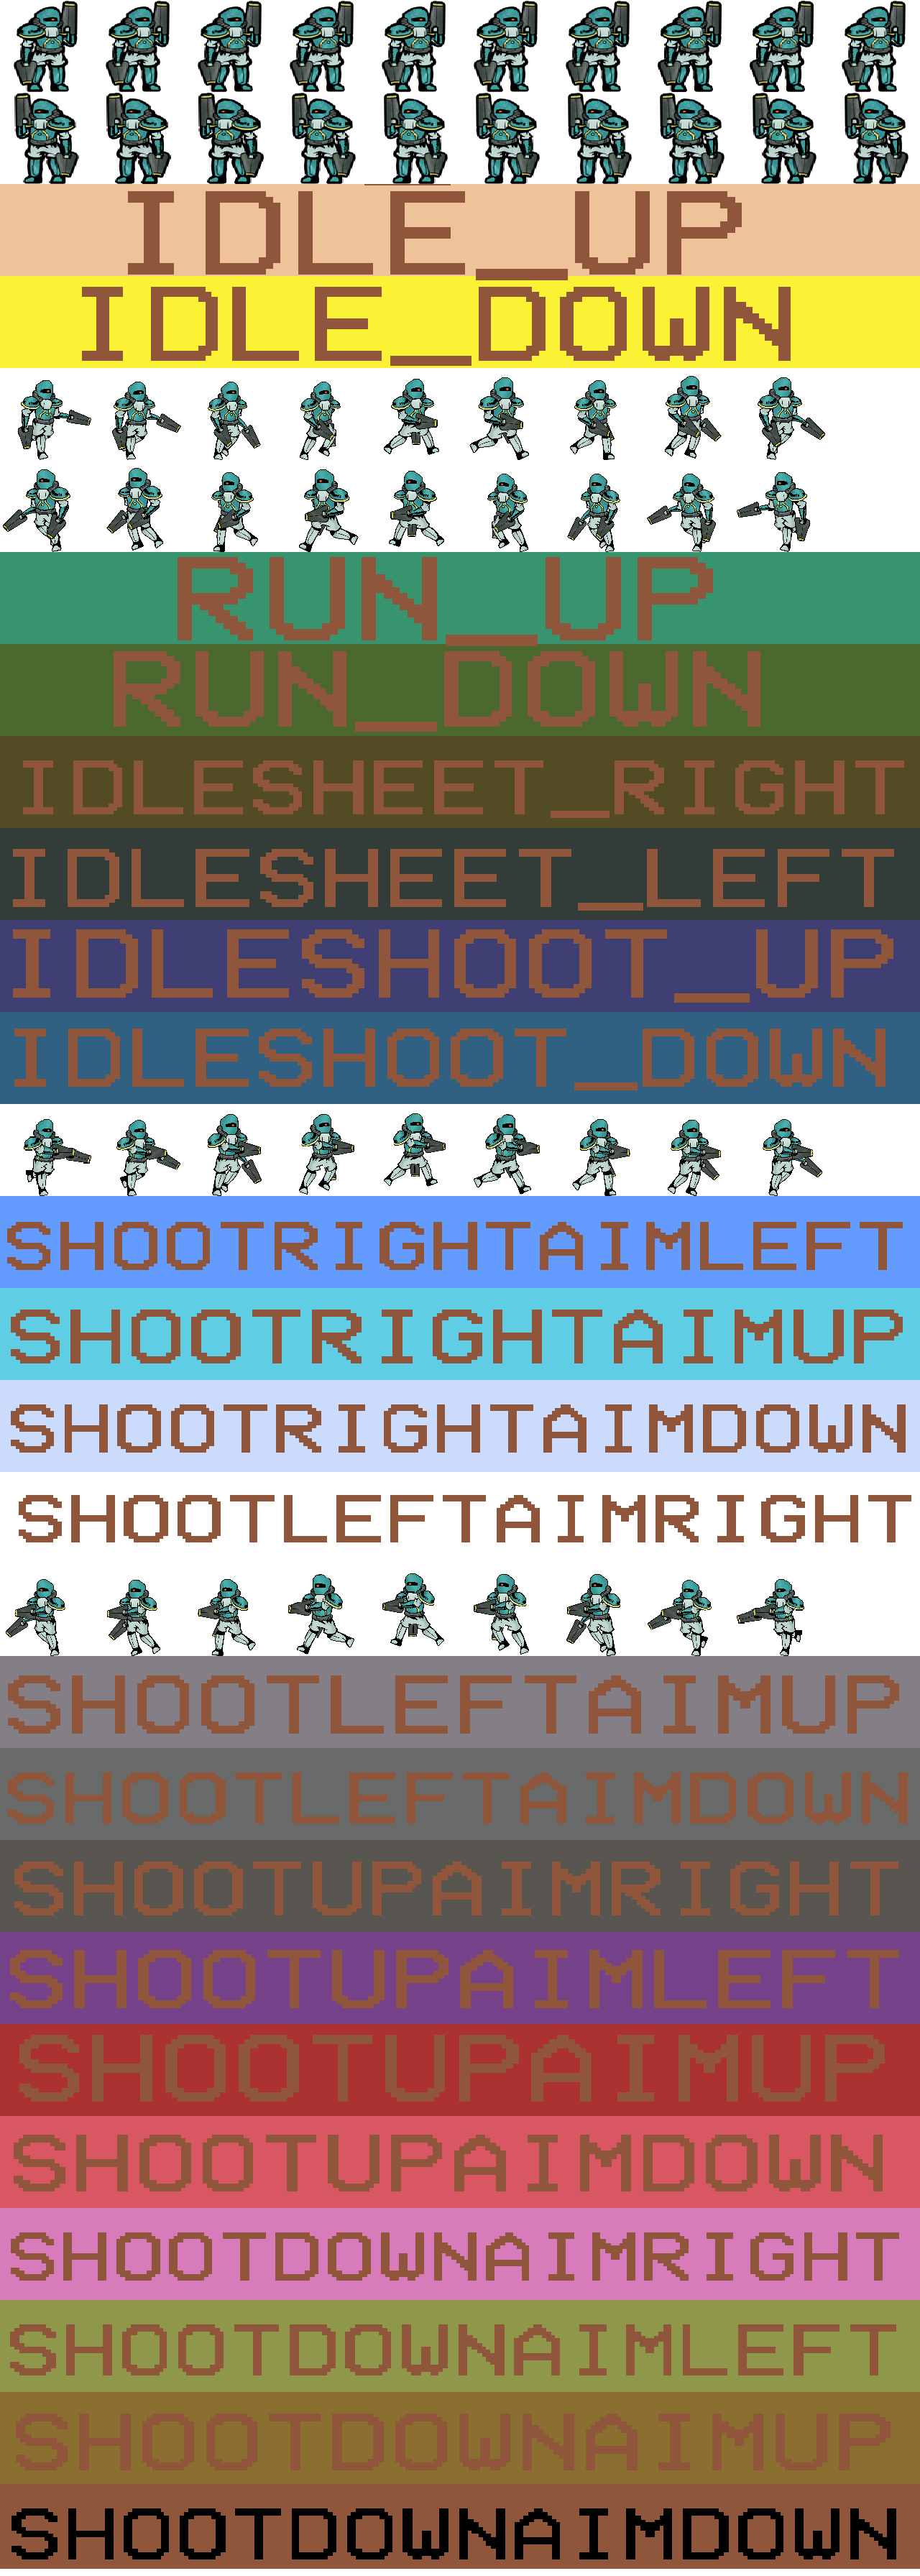 IDLE_UP
IDLE_DOWN
RUN_UP
RUN_DOWN
IDLESHEET_RIGHT
IDLESHEET_LEFT
IDLESHOOT_UP
IDLESHOOT_DOWN
SHOOTRIGHTAIMLEFT
SHOOTRIGHTAIMUP
SHOOTRIGHTAIMDOWN
SHOOTLEFTAIMRIGHT
SHOOTLEFTAIMUP
SHOOTLEFTAIMDOWN
SHOOTUPAIMRIGHT
SHOOTUPAIMLEFT
SHOOTUPAIMUP
SHOOTUPAIMDOWN
SHOOTDOWNAIMRIGHT
SHOOTDOWNAIMLEFT
SHOOTDOWNAIMUP
SHOOTDOWNAIMDOWN